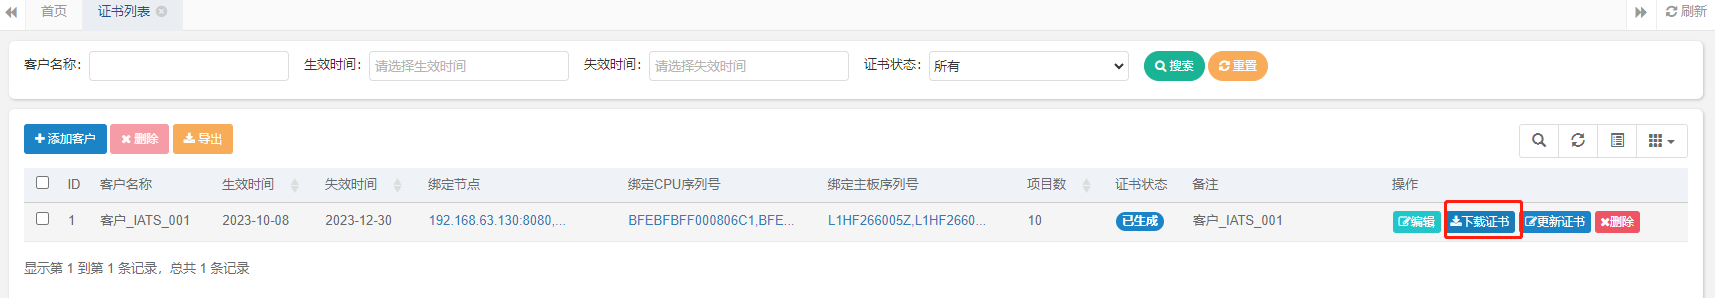 首页 证书列表 刷新
客户名称： 生效时间： 请选择生效时间 失效时间： 请选择失效时间 证书状态： 所有 搜索 重置
添加客户 删除 导出
ID 客户名称 生效时间 失效时间 绑定节点 绑定CPU序列号 绑定主板序列号 项目数 证书状态 备注 操作
1 客户_IATS_001 2023-10-08 2023-12-30 192.168.63.130:8080,... BFEBFBFF000806C1,BFE... L1HF266005Z,L1HF2660... 10 已生成 客户_IATS_001 编辑 下载证书 更新证书 删除
显示第 1 到第 1 条记录，总共 1 条记录